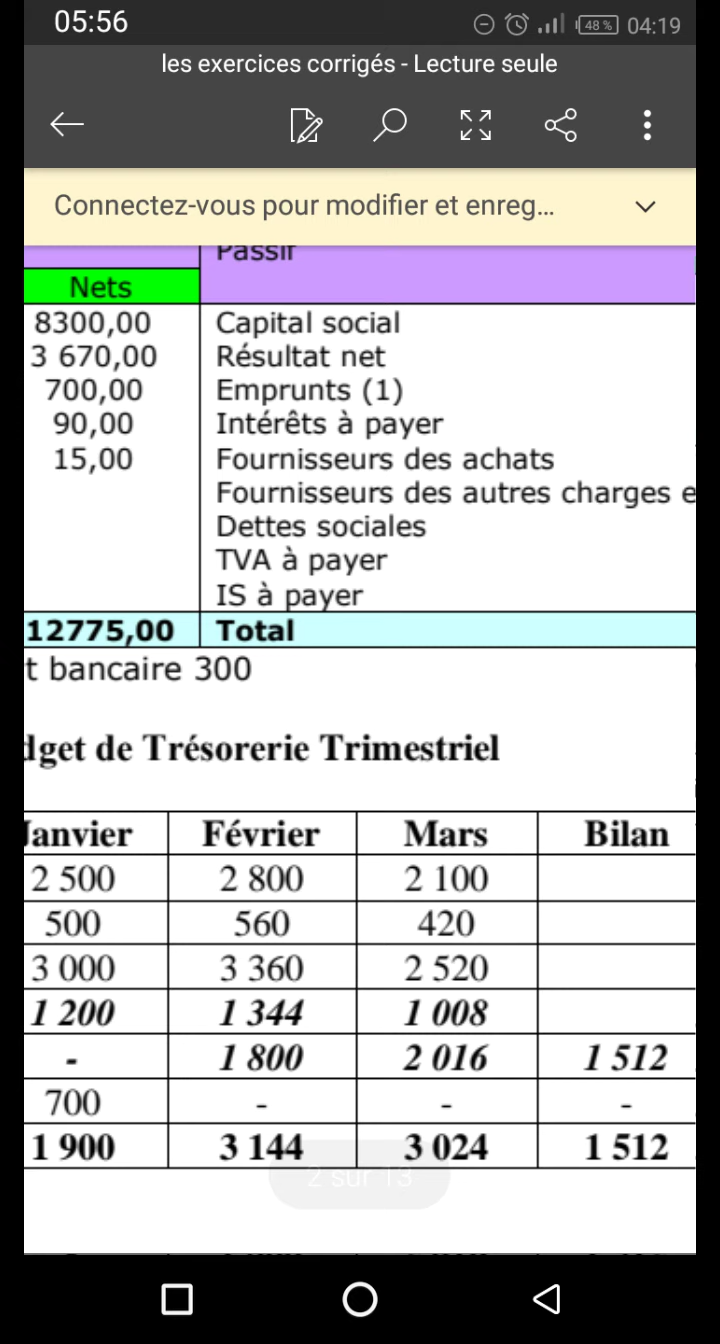 05:56 48 % 04:19
les exercices corrigés - Lecture seule
Connectez-vous pour modifier et enreg...
Passif
Nets
8300,00 Capital social
3 670,00 Résultat net
700,00 Emprunts (1)
90,00 Intérêts à payer
15,00 Fournisseurs des achats
Fournisseurs des autres charges e
Dettes sociales
TVA à payer
IS à payer
12775,00 Total
t bancaire 300
dget de Trésorerie Trimestriel
Janvier Février Mars Bilan
2 500 2 800 2 100
500 560 420
3 000 3 360 2 520
1 200 1 344 1 008
- 1 800 2 016 1 512
700 - - -
1 900 3 144 3 024 1 512
2 sur 13